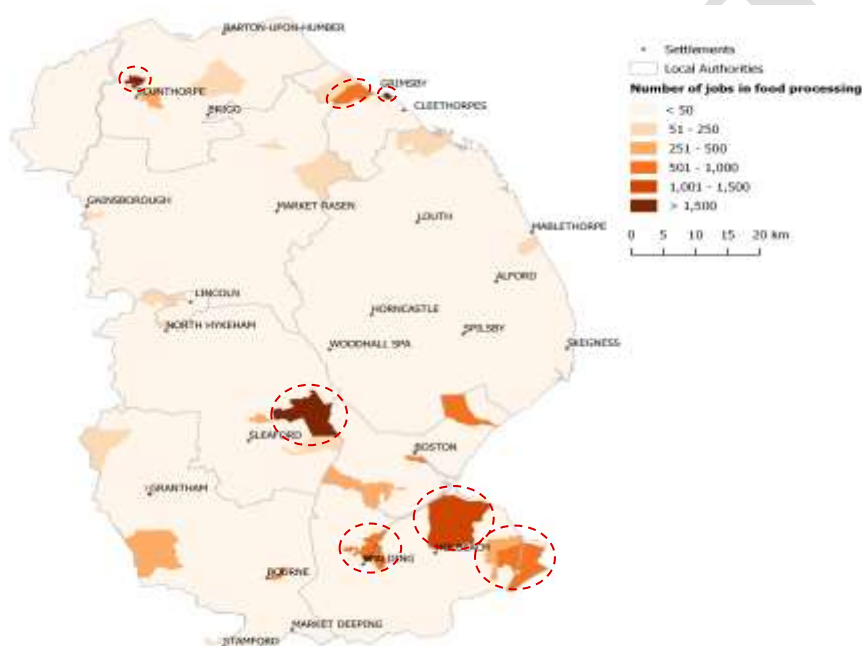 BARTON-UPON-HUMBER
GRIMSBY
CUNTHORPE
CLEETHORPES
BRIGG
GAINSBOROUGH
MARKET RASEN
LOUTH
MABLETHORPE
ALFORD
LINCOLN
HORNCASTLE
NORTH HYKEHAM
SPILSBY
WOODHALL SPA
SKEGNESS
SLEAFORD
BOSTON
GRANTHAM
HOLBEACH
BOURNE
MARKET DEEPING
STAMFORD
Settlements
Local Authorities
Number of jobs in food processing
< 50
51 - 250
251 - 500
501 - 1,000
1,001 - 1,500
> 1,500
0 5 10 15 20 km